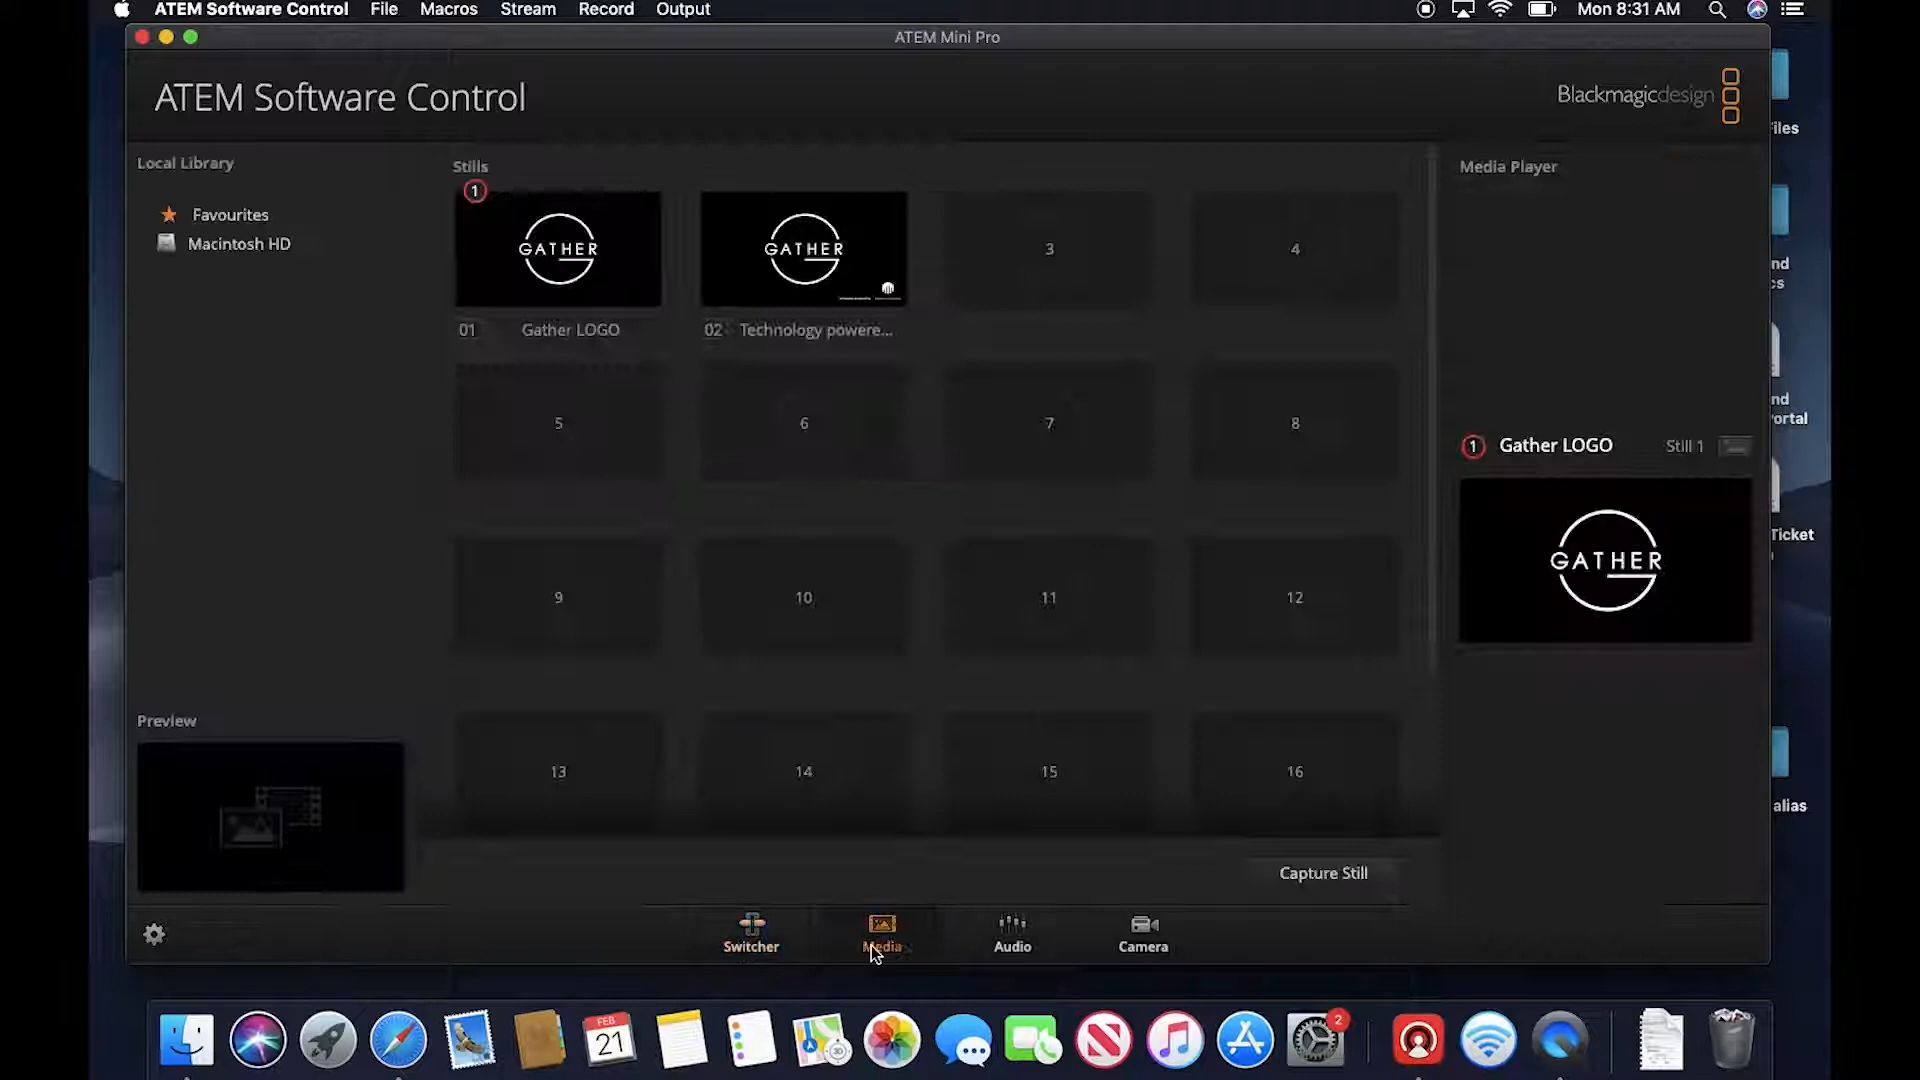 ATEM Software Control File Macros Stream Record Output Mon 8:31 AM
ATEM Mini Pro
ATEM Software Control
Blackmagicdesign
Local Library
Favourites
Macintosh HD
Stills
1
GATHER
01 Gather LOGO
GATHER
02 Technology powere...
3
4
5
6
7
8
9
10
11
12
13
14
15
16
Capture Still
Media Player
1 Gather LOGO Still 1
GATHER
Preview
Switcher
Media
Audio
Camera
iles
nd
cs
nd
ortal
Ticket
alias
FEB
21
2